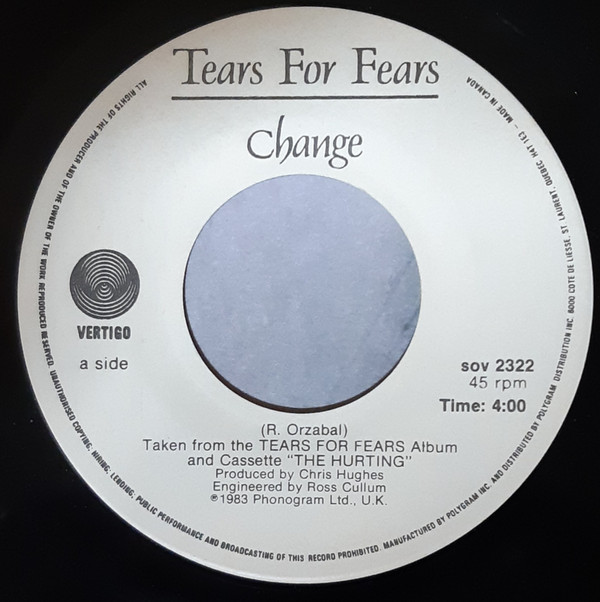 Tears For Fears
Change
VERTIGO
a side
sov 2322
45 rpm
Time: 4:00
(R. Orzabal)
Taken from the TEARS FOR FEARS Album
and Cassette "THE HURTING"
Produced by Chris Hughes
Engineered by Ross Cullum
℗1983 Phonogram Ltd., U.K.
ALL RIGHTS OF THE PRODUCER AND OF THE OWNER OF THE WORK REPRODUCED RESERVED. UNAUTHORISED COPYING, HIRING, LENDING, PUBLIC PERFORMANCE AND BROADCASTING OF THIS RECORD PROHIBITED. MANUFACTURED BY POLYGRAM INC. AND DISTRIBUTED BY POLYGRAM DISTRIBUTION INC. 6000 COTE DE LIESSE, ST. LAURENT, QUEBEC H4T 1E3 - MADE IN CANADA